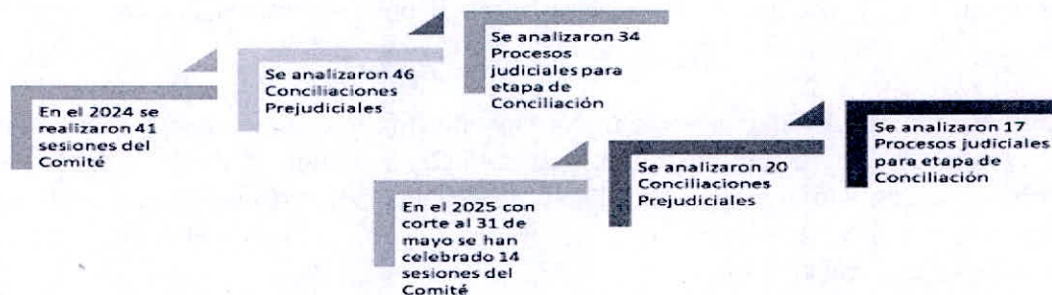 En el 2024 se
realizaron 41
sesiones del
Comité
Se analizaron 46
Conciliaciones
Prejudiciales
Se analizaron 34
Procesos
judiciales para
etapa de
Conciliación
En el 2025 con
corte al 31 de
mayo se han
celebrado 14
sesiones del
Comité
Se analizaron 20
Conciliaciones
Prejudiciales
Se analizaron 17
Procesos judiciales
para etapa de
Conciliación